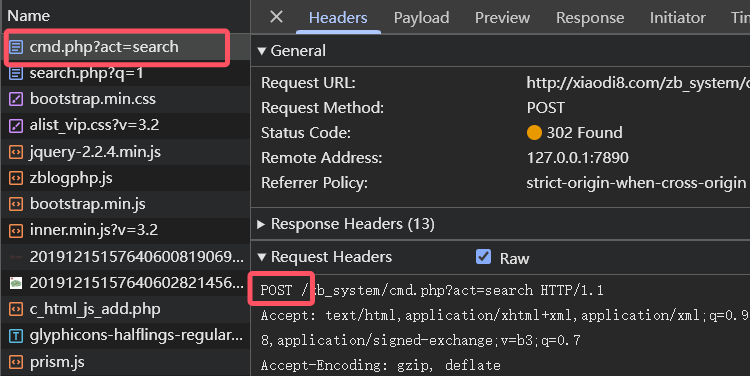 Name
cmd.php?act=search
search.php?q=1
bootstrap.min.css
alist_vip.css?v=3.2
jquery-2.2.4.min.js
zblogphp.js
bootstrap.min.js
inner.min.js?v=3.2
20191215157640600819069...
20191215157640602821456...
c_html_js_add.php
glyphicons-halflings-regular...
prism.js
Headers Payload Preview Response Initiator
General
Request URL: http://xiaodi8.com/zb_system/c
Request Method: POST
Status Code: 302 Found
Remote Address: 127.0.0.1:7890
Referrer Policy: strict-origin-when-cross-origin
Response Headers (13)
Request Headers Raw
POST /zb_system/cmd.php?act=search HTTP/1.1
Accept: text/html,application/xhtml+xml,application/xml;q=0.9
8,application/signed-exchange;v=b3;q=0.7
Accept-Encoding: gzip, deflate